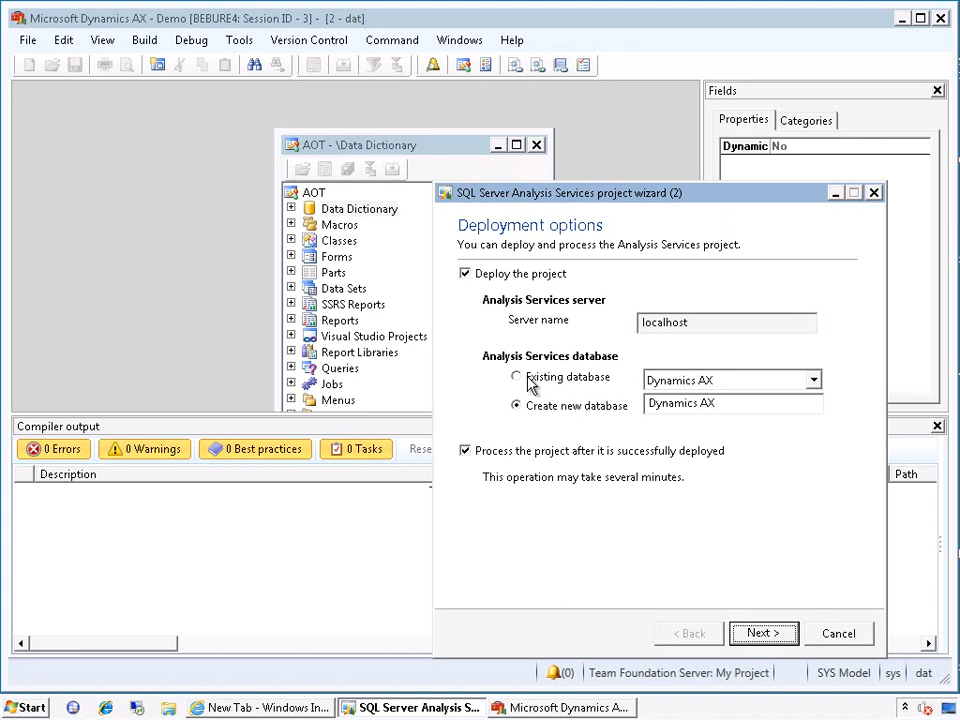 Microsoft Dynamics AX - Demo [BEBURE4: Session ID - 3] - [2 - dat]
File Edit View Build Debug Tools Version Control Command Windows Help
Fields
Properties Categories
Dynamic No
AOT - \Data Dictionary
AOT
Data Dictionary
Macros
Classes
Forms
Parts
Data Sets
SSRS Reports
Reports
Visual Studio Projects
Report Libraries
Queries
Jobs
Menus
SQL Server Analysis Services project wizard (2)
Deployment options
You can deploy and process the Analysis Services project.
Deploy the project
Analysis Services server
Server name localhost
Analysis Services database
Existing database Dynamics AX
Create new database Dynamics AX
Process the project after it is successfully deployed
This operation may take several minutes.
< Back Next > Cancel
Compiler output
0 Errors 0 Warnings 0 Best practices 0 Tasks Rese
Description Path
(0) Team Foundation Server: My Project SYS Model sys dat
Start New Tab - Windows In... SQL Server Analysis S... Microsoft Dynamics A...